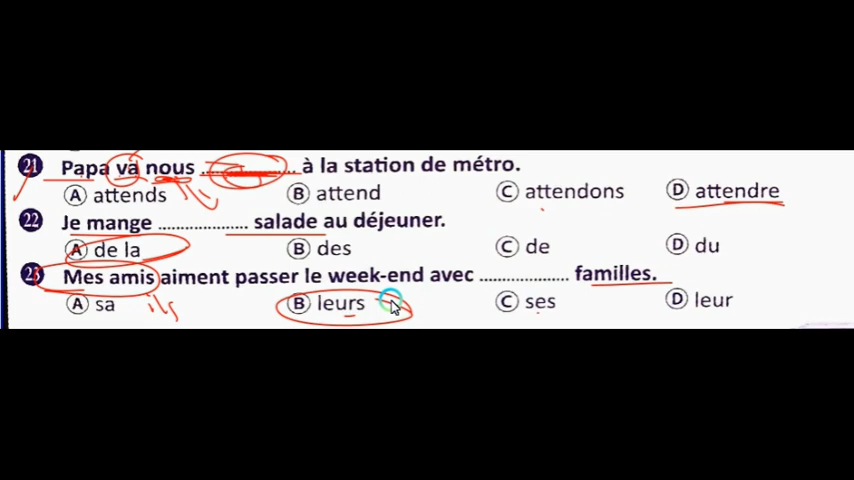 21 Papa va nous .................... à la station de métro.
A attends B attend C attendons D attendre
22 Je mange .................... salade au déjeuner.
A de la B des C de D du
23 Mes amis aiment passer le week-end avec .................... familles.
A sa ils B leurs C ses D leur